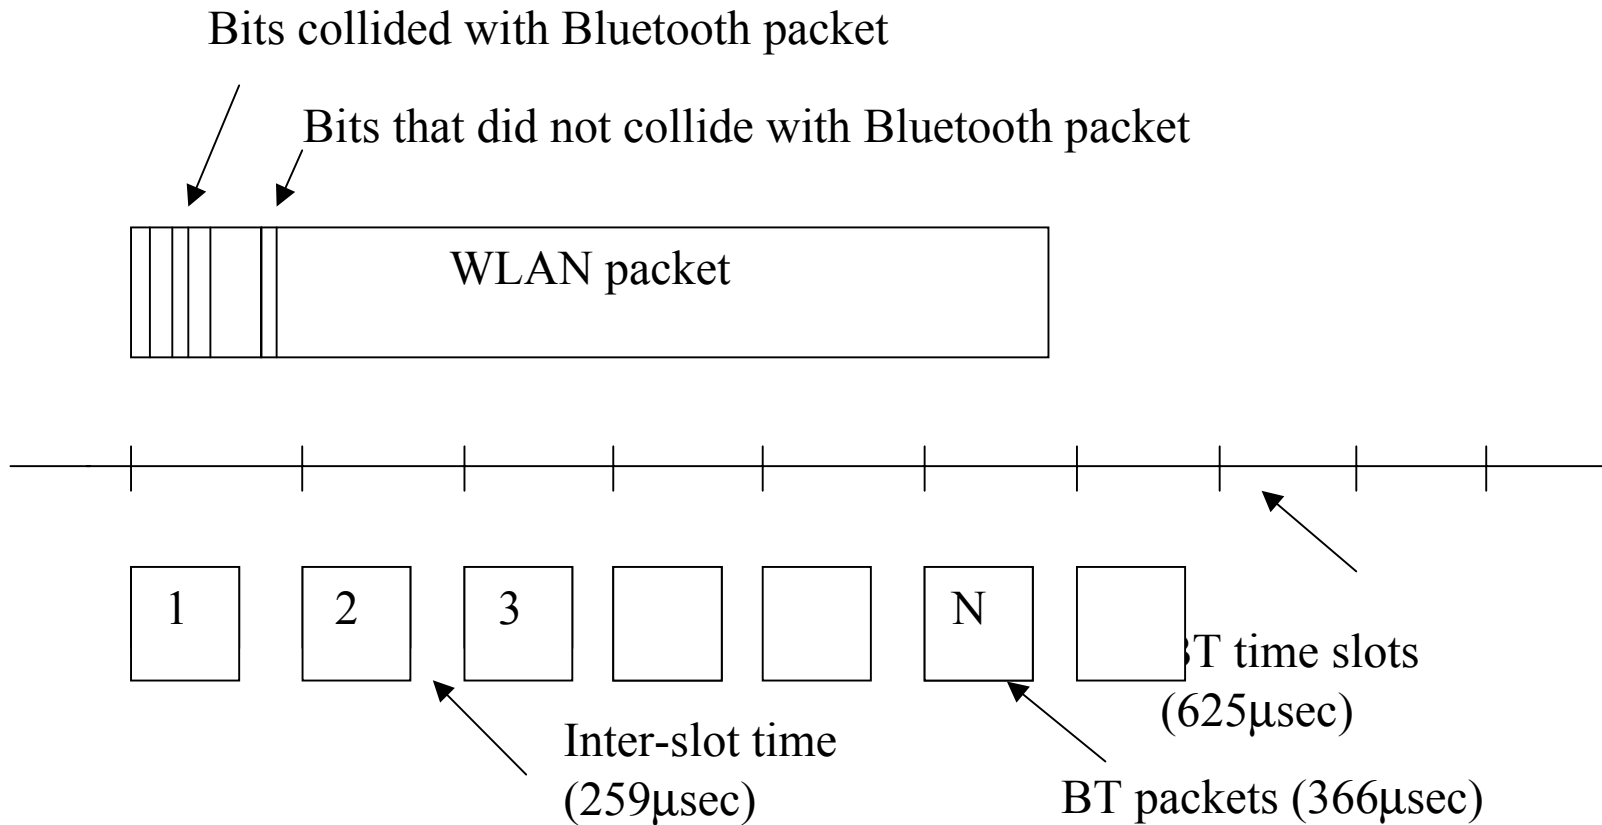 Bits collided with Bluetooth packet
Bits that did not collide with Bluetooth packet
WLAN packet
1
2
3
N
BT time slots
(625μsec)
Inter-slot time
(259μsec)
BT packets (366μsec)